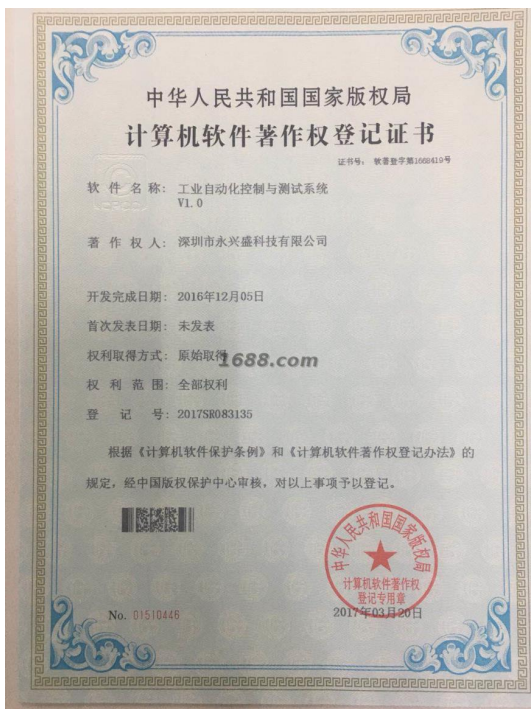 中华人民共和国国家版权局
计算机软件著作权登记证书
证书号： 软著登字第1668419号
软件名称： 工业自动化控制与测试系统
V1.0
著作权人： 深圳市永兴盛科技有限公司
开发完成日期： 2016年12月05日
首次发表日期： 未发表
权利取得方式： 原始取得
1688.com
权利范围： 全部权利
登记号： 2017SR083135
根据《计算机软件保护条例》和《计算机软件著作权登记办法》的
规定，经中国版权保护中心审核，对以上事项予以登记。
中华人民共和国国家版权局
计算机软件著作权
登记专用章
No. 01510446
2017年03月20日